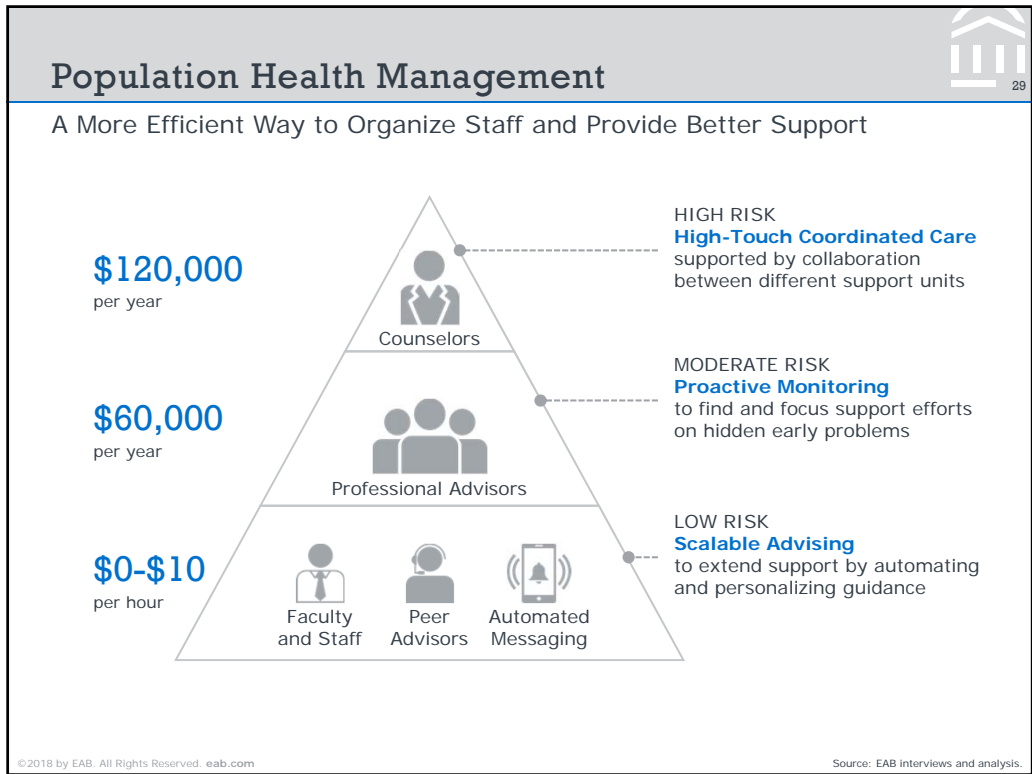 Population Health Management
29
A More Efficient Way to Organize Staff and Provide Better Support
$120,000
per year
Counselors
HIGH RISK
High-Touch Coordinated Care
supported by collaboration
between different support units
$60,000
per year
Professional Advisors
MODERATE RISK
Proactive Monitoring
to find and focus support efforts
on hidden early problems
$0-$10
per hour
Faculty
and Staff
Peer
Advisors
Automated
Messaging
LOW RISK
Scalable Advising
to extend support by automating
and personalizing guidance
©2018 by EAB. All Rights Reserved. eab.com
Source: EAB interviews and analysis.